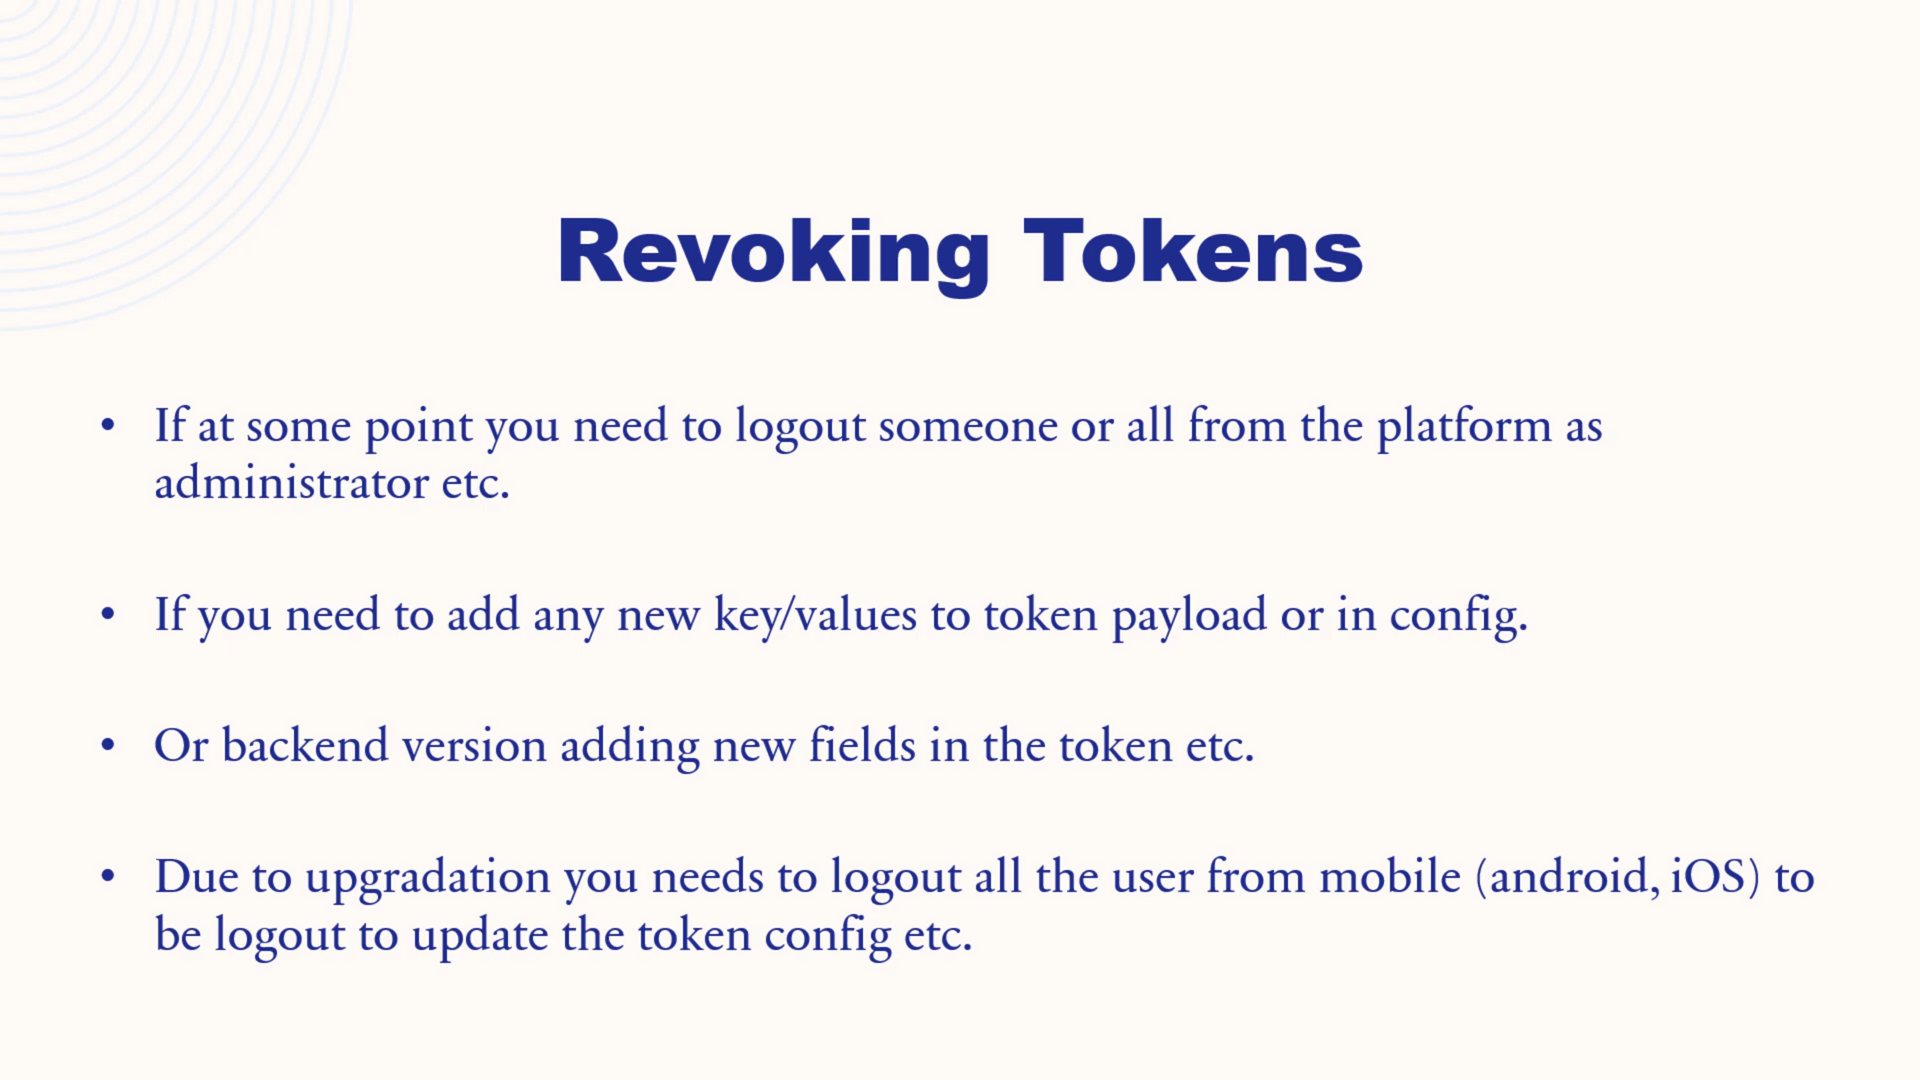 Revoking Tokens
• If at some point you need to logout someone or all from the platform as
administrator etc.
• If you need to add any new key/values to token payload or in config.
• Or backend version adding new fields in the token etc.
• Due to upgradation you needs to logout all the user from mobile (android, iOS) to
be logout to update the token config etc.